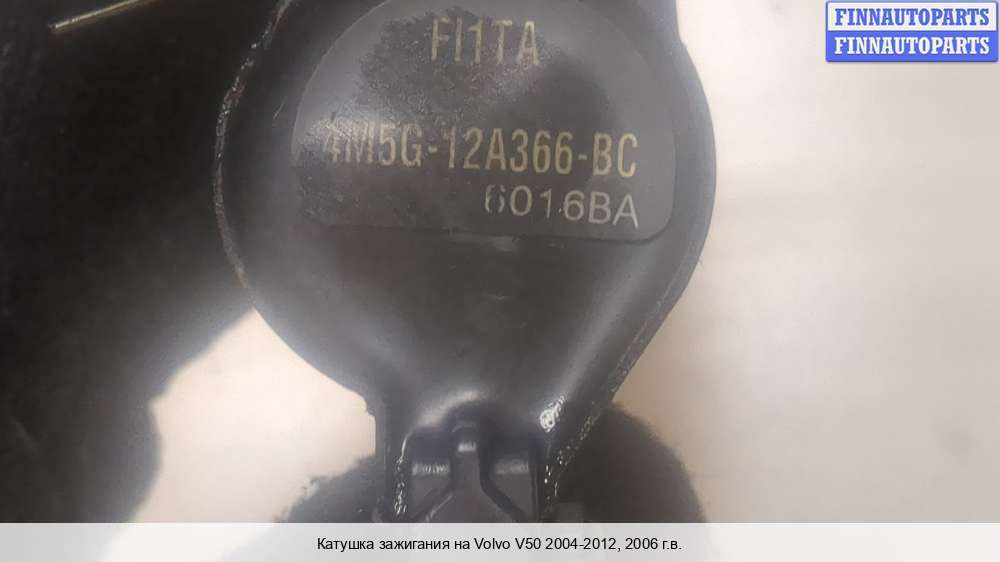 FINNAUTOPARTS
FINNAUTOPARTS
FI1TA
4M5G-12A366-BC
6016BA
Катушка зажигания на Volvo V50 2004-2012, 2006 г.в.